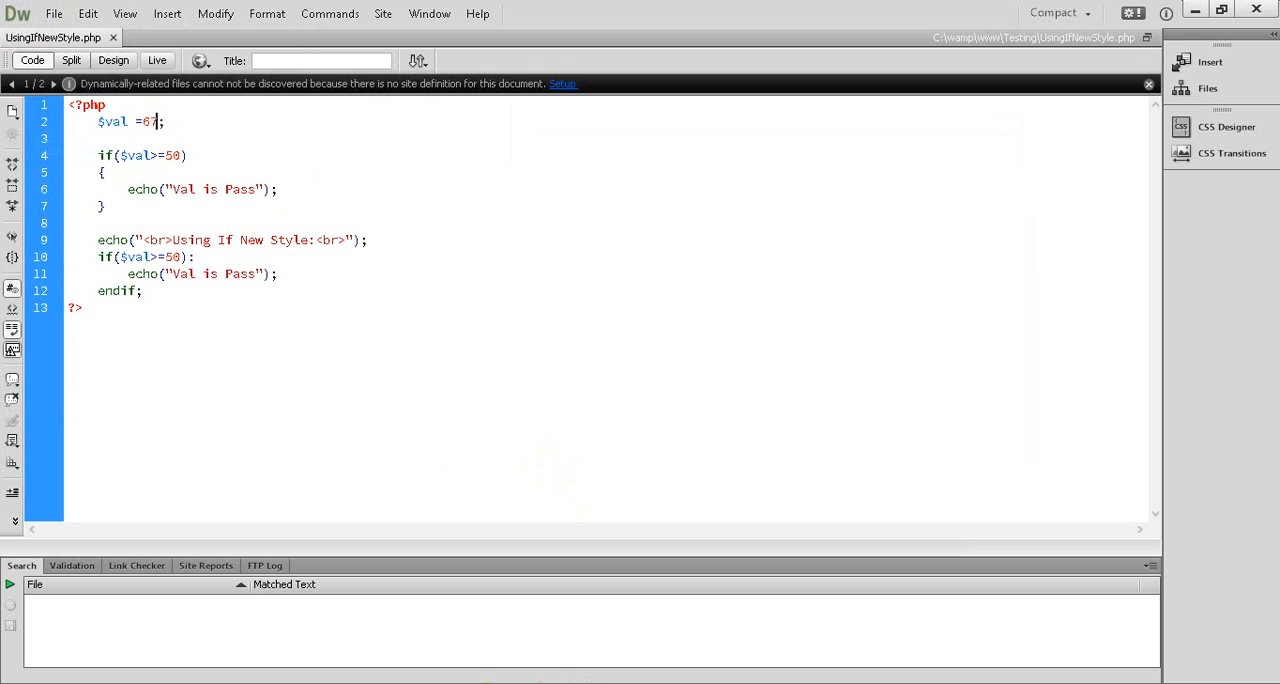 Dw File Edit View Insert Modify Format Commands Site Window Help Compact
UsingIfNewStyle.php C:\wamp\www\Testing\UsingIfNewStyle.php
Code Split Design Live Title:
1 / 2 Dynamically-related files cannot not be discovered because there is no site definition for this document. Setup
Insert
Files
CSS Designer
CSS Transitions
1 <?php
2 $val =67;
3
4 if($val>=50)
5 {
6 echo("Val is Pass");
7 }
8
9 echo("<br>Using If New Style:<br>");
10 if($val>=50):
11 echo("Val is Pass");
12 endif;
13 ?>
Search Validation Link Checker Site Reports FTP Log
File Matched Text